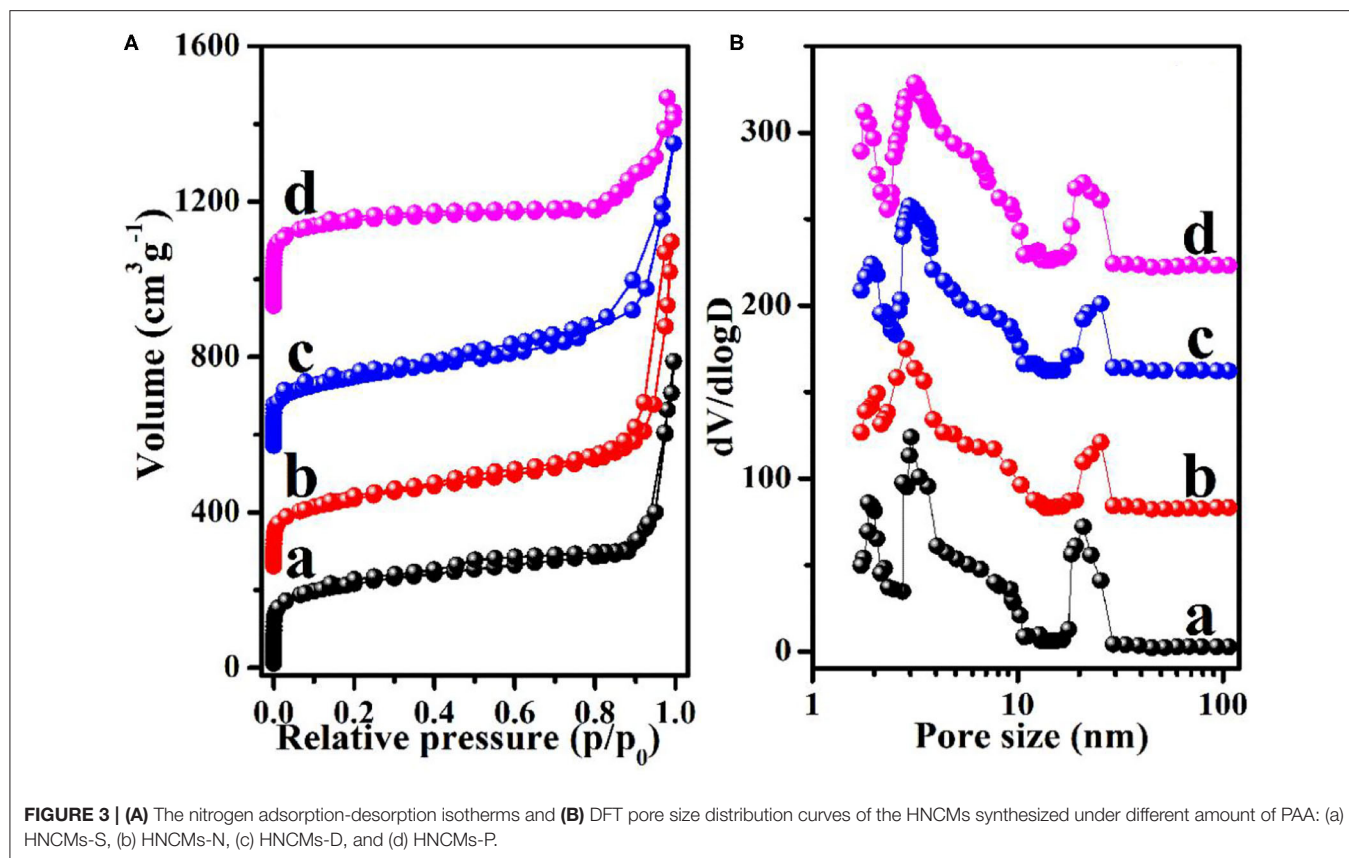 A
1600
1200
800
400
0
Volume (cm³g⁻¹)
d
c
b
a
0.0 0.2 0.4 0.6 0.8 1.0
Relative pressure (p/p₀)
B
300
200
100
0
dV/dlogD
d
c
b
a
1 10 100
Pore size (nm)
FIGURE 3 | (A) The nitrogen adsorption-desorption isotherms and (B) DFT pore size distribution curves of the HNCMs synthesized under different amount of PAA: (a)
HNCMs-S, (b) HNCMs-N, (c) HNCMs-D, and (d) HNCMs-P.